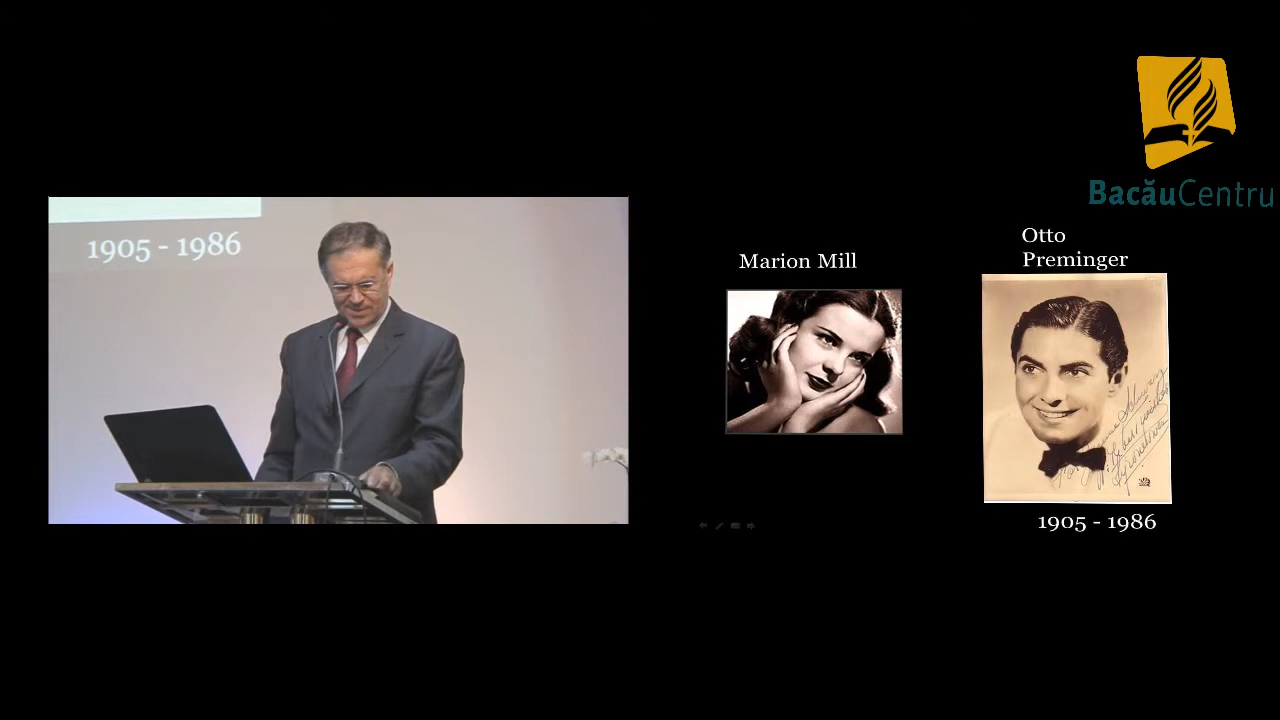 BacăuCentru
1905 - 1986
Marion Mill
Otto
Preminger
1905 - 1986